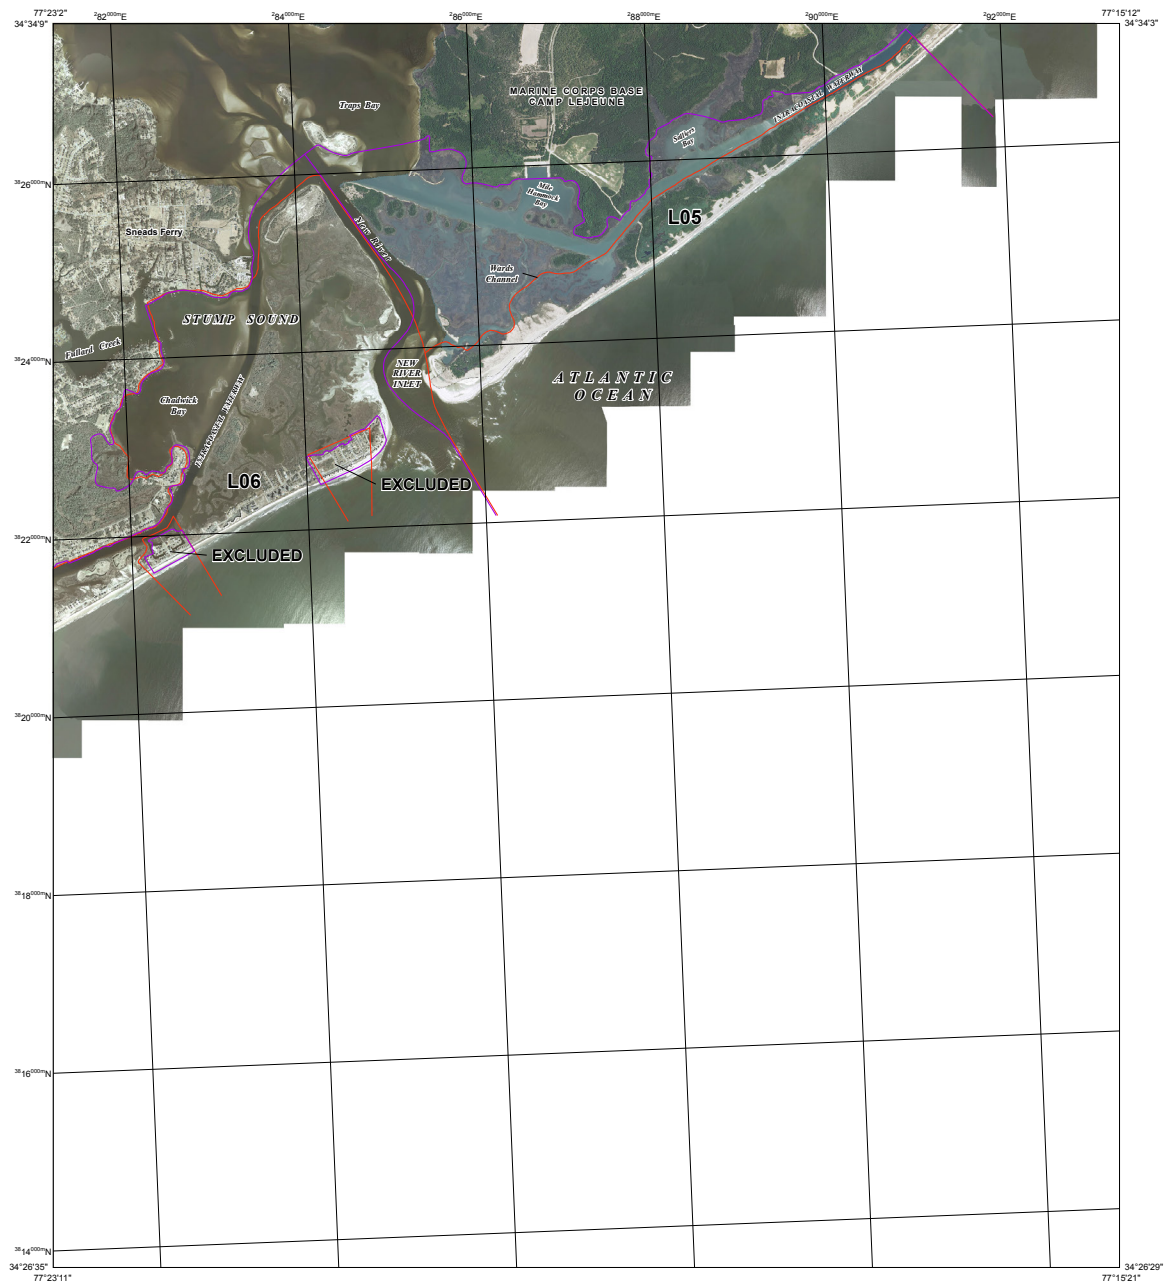 77°23'2"
77°15'12"
34°34'9"
34°34'3"
²82⁰⁰⁰ᵐE
²84⁰⁰⁰ᵐE
²86⁰⁰⁰ᵐE
²88⁰⁰⁰ᵐE
²90⁰⁰⁰ᵐE
²92⁰⁰⁰ᵐE
MARINE CORPS BASE
CAMP LEJEUNE
Traps Bay
INTRACOASTAL WATERWAY
Salliers
Bay
³⁸26⁰⁰⁰ᵐN
Mile
Hammock
Bay
L05
Sneads Ferry
New River
Wards
Channel
STUMP SOUND
Fullard Creek
³⁸24⁰⁰⁰ᵐN
NEW
RIVER
INLET
ATLANTIC
OCEAN
Chadwick
Bay
INTRACOASTAL WATERWAY
L06
EXCLUDED
³⁸22⁰⁰⁰ᵐN
EXCLUDED
³⁸20⁰⁰⁰ᵐN
³⁸18⁰⁰⁰ᵐN
³⁸16⁰⁰⁰ᵐN
³⁸14⁰⁰⁰ᵐN
34°26'35"
34°26'29"
77°23'11"
77°15'21"